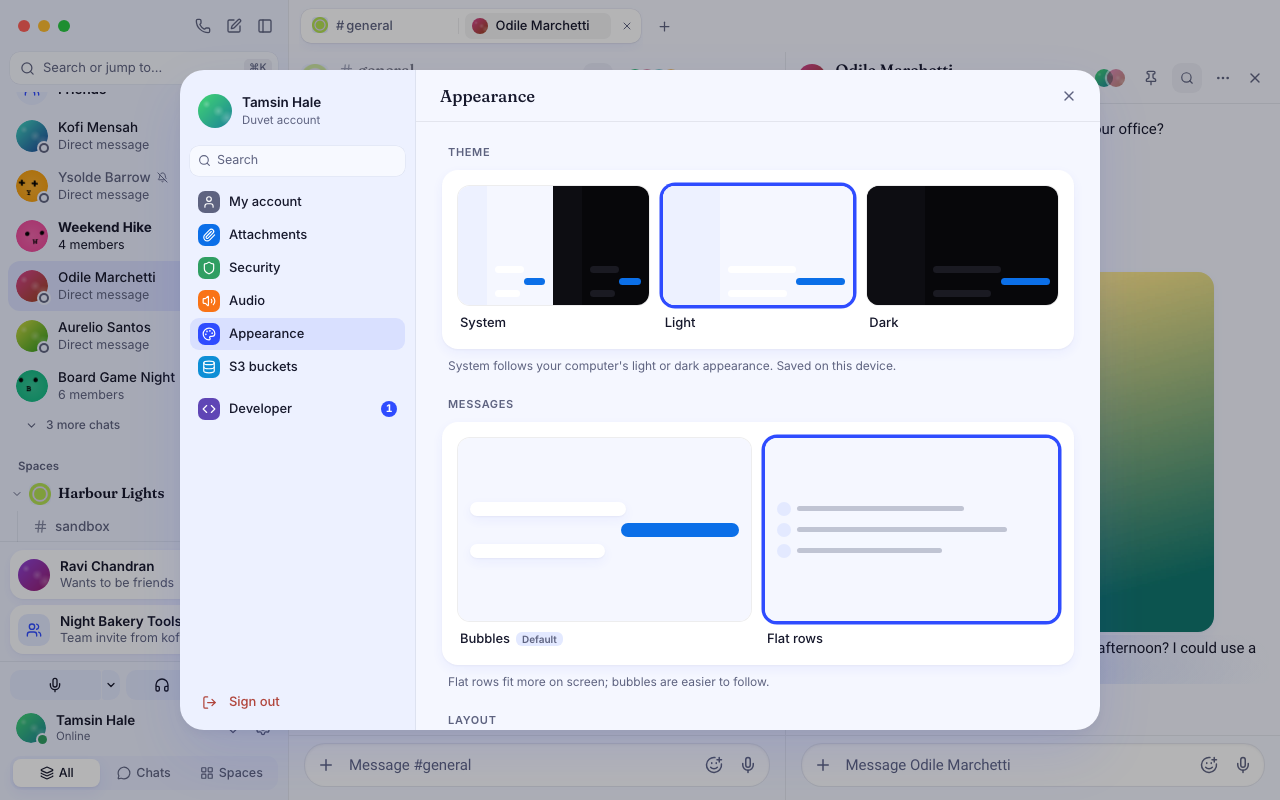 # general
Odile Marchetti
Search or jump to...
⌘K
Friends
Kofi Mensah
Direct message
Ysolde Barrow
Direct message
Weekend Hike
4 members
Odile Marchetti
Direct message
Aurelio Santos
Direct message
Board Game Night
6 members
3 more chats
Spaces
Harbour Lights
# sandbox
Ravi Chandran
Wants to be friends
Night Bakery Tools
Team invite from kof
Tamsin Hale
Online
All
Chats
Spaces
# general
Odile Marchetti
our office?
afternoon? I could use a
Message #general
Message Odile Marchetti
Tamsin Hale
Duvet account
Search
My account
Attachments
Security
Audio
Appearance
S3 buckets
Developer
1
Sign out
Appearance
THEME
System
Light
Dark
System follows your computer's light or dark appearance. Saved on this device.
MESSAGES
Bubbles
Default
Flat rows
Flat rows fit more on screen; bubbles are easier to follow.
LAYOUT